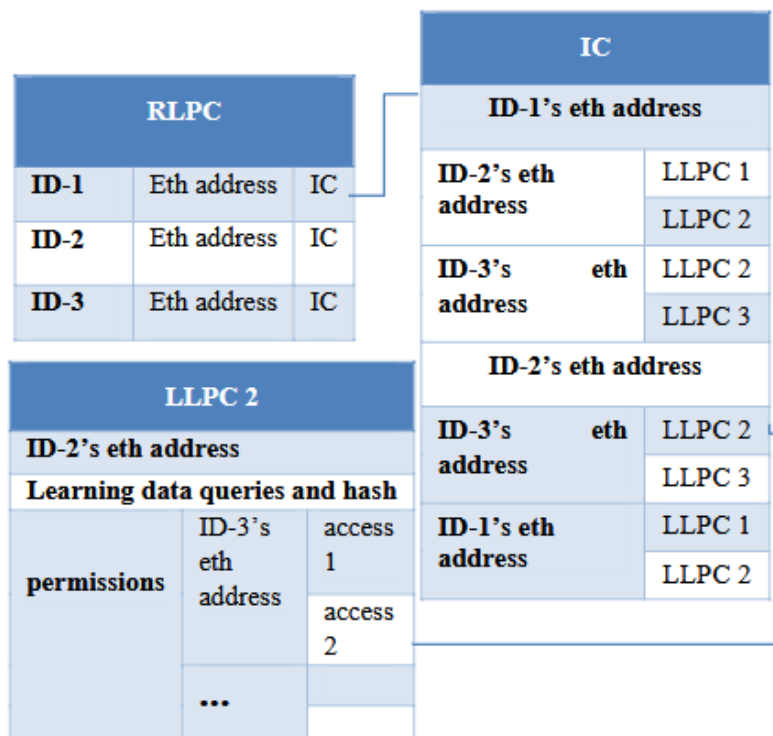 RLPC
ID-1 Eth address IC
ID-2 Eth address IC
ID-3 Eth address IC
IC
ID-1’s eth address
ID-2’s eth
address
LLPC 1
LLPC 2
ID-3’s eth
address
LLPC 2
LLPC 3
ID-2’s eth address
ID-3’s eth
address
LLPC 2
LLPC 3
ID-1’s eth
address
LLPC 1
LLPC 2
LLPC 2
ID-2’s eth address
Learning data queries and hash
permissions
ID-3’s
eth
address
access
1
access
2
...